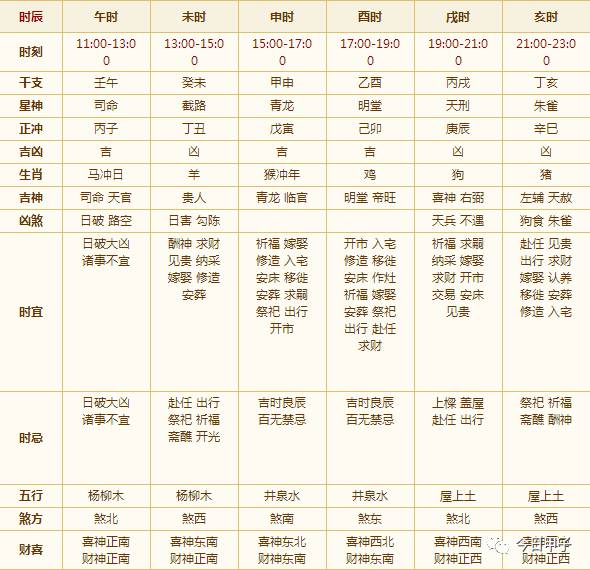 时辰 午时 未时 申时 酉时 戌时 亥时
时刻 11:00-13:00 13:00-15:00 15:00-17:00 17:00-19:00 19:00-21:00 21:00-23:00
干支 壬午 癸未 甲申 乙酉 丙戌 丁亥
星神 司命 截路 青龙 明堂 天刑 朱雀
正冲 丙子 丁丑 戊寅 己卯 庚辰 辛巳
吉凶 吉 凶 吉 吉 凶 凶
生肖 马冲日 羊 猴冲年 鸡 狗 猪
吉神 司命 天官 贵人 青龙 临官 明堂 帝旺 喜神 右弼 左辅 天赦
凶煞 日破 路空 日害 勾陈 天兵 不遇 狗食 朱雀
时宜
日破大凶
诸事不宜
酬神 求财
见贵 纳采
嫁娶 修造
安葬
祈福 嫁娶
修造 入宅
安床 移徙
安葬 求嗣
祭祀 出行
开市
开市 入宅
修造 移徙
安床 作灶
祈福 嫁娶
安葬 祭祀
出行 赴任
求财
祈福 求嗣
纳采 嫁娶
求财 开市
交易 安床
见贵
赴任 见贵
出行 求财
嫁娶 认养
移徙 安葬
修造 入宅
时忌
日破大凶
诸事不宜
赴任 出行
祭祀 祈福
斋醮 开光
吉时良辰
百无禁忌
吉时良辰
百无禁忌
上樑 盖屋
赴任 出行
祭祀 祈福
斋醮 酬神
五行 杨柳木 杨柳木 井泉水 井泉水 屋上土 屋上土
煞方 煞北 煞西 煞南 煞东 煞北 煞西
财喜
喜神正南
财神正南
喜神东南
财神正南
喜神东北
财神东南
喜神西北
财神东南
喜神西南
财神正西
财神正西
今日甲子